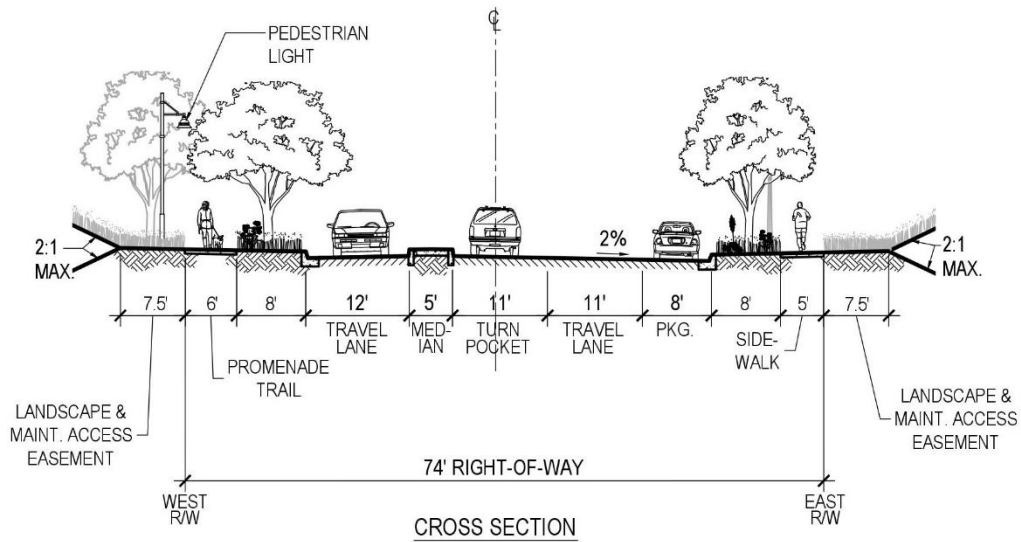 ℄
PEDESTRIAN
LIGHT
2:1
MAX.
2%
2:1
MAX.
7.5' 6' 8' 12' 5' 11' 11' 8' 8' 5' 7.5'
TRAVEL
LANE
MED-
IAN
TURN
POCKET
TRAVEL
LANE
PKG.
SIDE-
WALK
PROMENADE
TRAIL
LANDSCAPE &
MAINT. ACCESS
EASEMENT
LANDSCAPE &
MAINT. ACCESS
EASEMENT
74' RIGHT-OF-WAY
WEST
R/W
EAST
R/W
CROSS SECTION